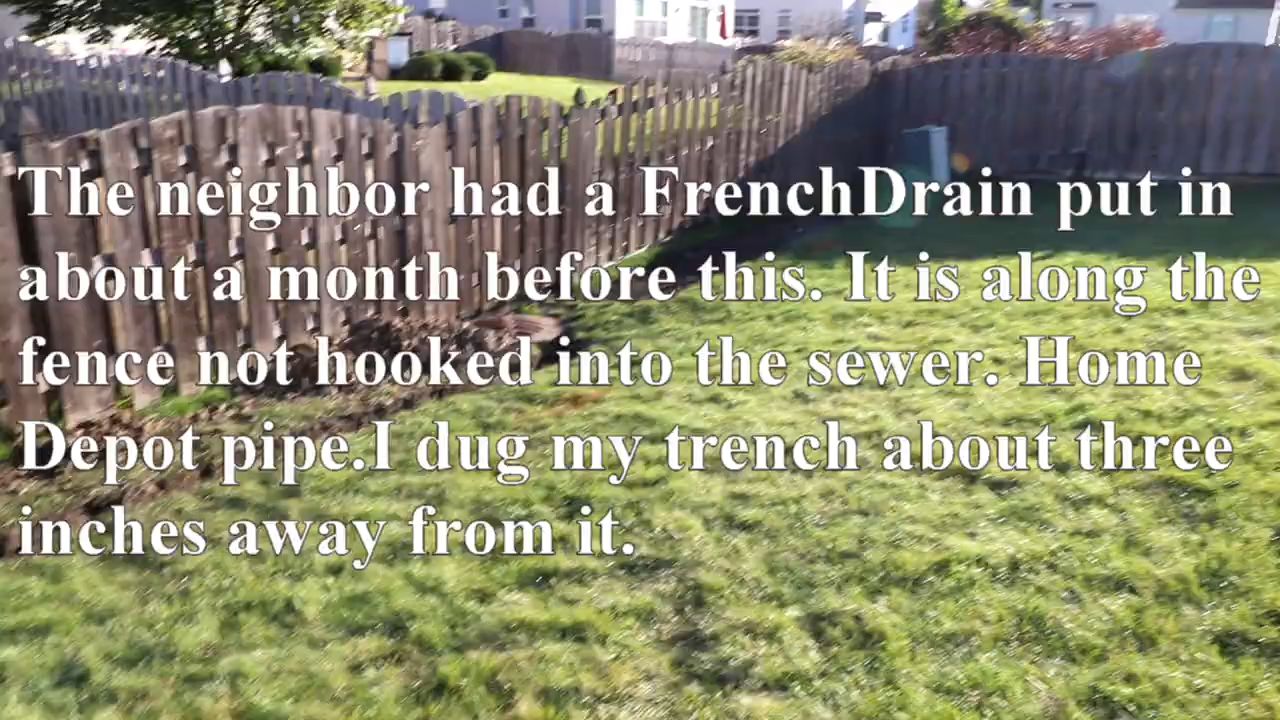 The neighbor had a FrenchDrain put in
about a month before this. It is along the
fence not hooked into the sewer. Home
Depot pipe.I dug my trench about three
inches away from it.